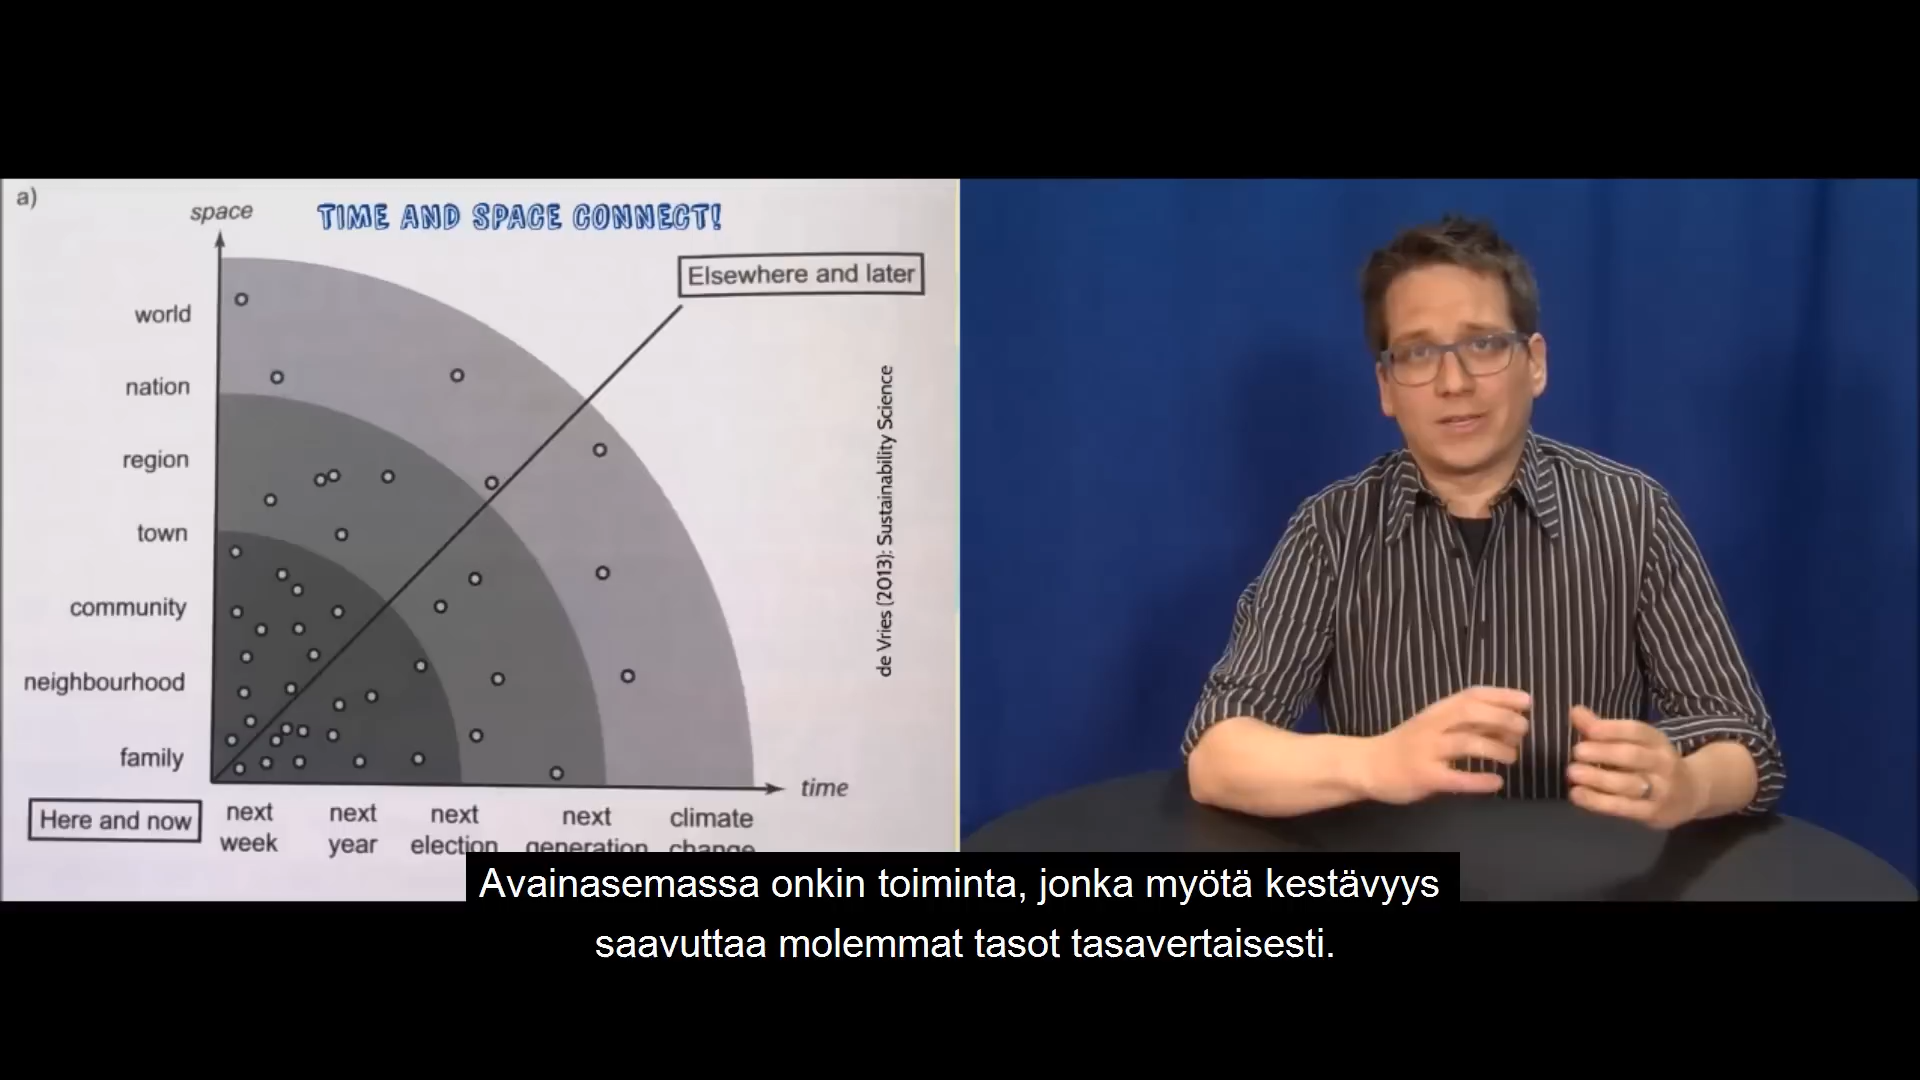 a)
space
TIME AND SPACE CONNECT!
Elsewhere and later
world
nation
region
town
community
neighbourhood
family
de Vries (2013): Sustainability Science
time
Here and now
next week
next year
next election
next generation
climate change
Avainasemassa onkin toiminta, jonka myötä kestävyys
saavuttaa molemmat tasot tasavertaisesti.